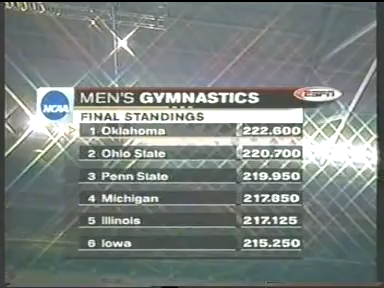 NCAA
MEN'S GYMNASTICS
ESPN
FINAL STANDINGS
1 Oklahoma 222.600
2 Ohio State 220.700
3 Penn State 219.950
4 Michigan 217.850
5 Illinois 217.125
6 Iowa 215.250